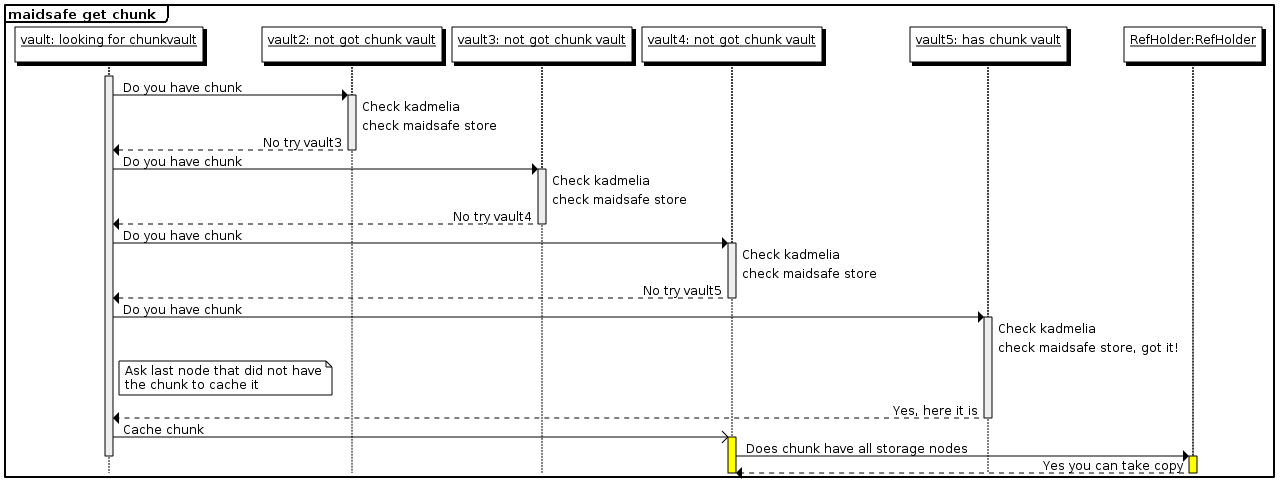 maidsafe get chunk
vault: looking for chunkvault
vault2: not got chunk vault
vault3: not got chunk vault
vault4: not got chunk vault
vault5: has chunk vault
RefHolder:RefHolder
Do you have chunk
Check kadmelia
check maidsafe store
No try vault3
Do you have chunk
Check kadmelia
check maidsafe store
No try vault4
Do you have chunk
Check kadmelia
check maidsafe store
No try vault5
Do you have chunk
Check kadmelia
check maidsafe store, got it!
Ask last node that did not have
the chunk to cache it
Yes, here it is
Cache chunk
Does chunk have all storage nodes
Yes you can take copy